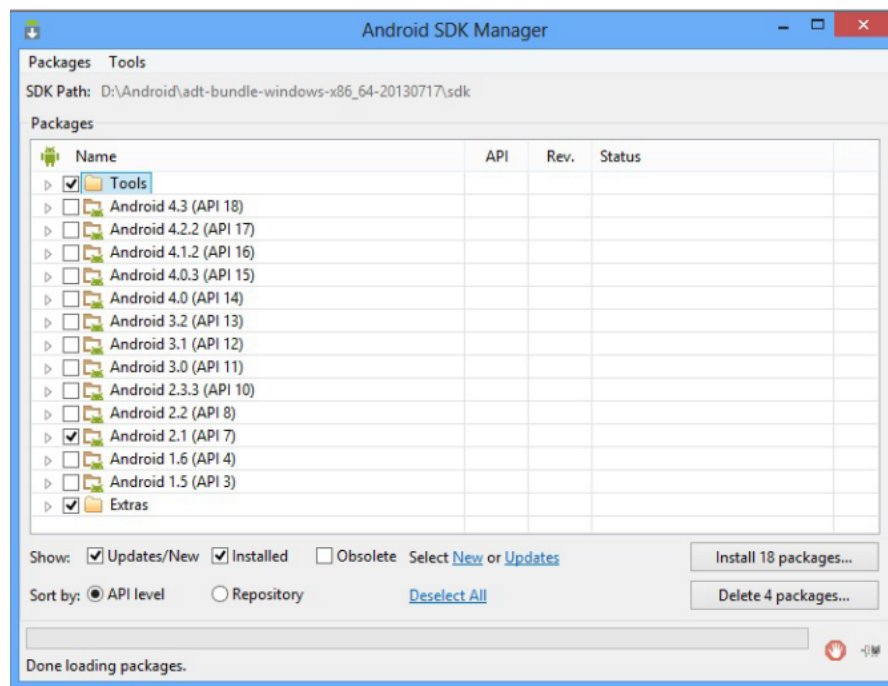 Android SDK Manager
Packages Tools
SDK Path: D:\Android\adt-bundle-windows-x86_64-20130717\sdk
Packages
Name API Rev. Status
Tools
Android 4.3 (API 18)
Android 4.2.2 (API 17)
Android 4.1.2 (API 16)
Android 4.0.3 (API 15)
Android 4.0 (API 14)
Android 3.2 (API 13)
Android 3.1 (API 12)
Android 3.0 (API 11)
Android 2.3.3 (API 10)
Android 2.2 (API 8)
Android 2.1 (API 7)
Android 1.6 (API 4)
Android 1.5 (API 3)
Extras
Show: Updates/New Installed Obsolete Select New or Updates Install 18 packages...
Sort by: API level Repository Deselect All Delete 4 packages...
Done loading packages.